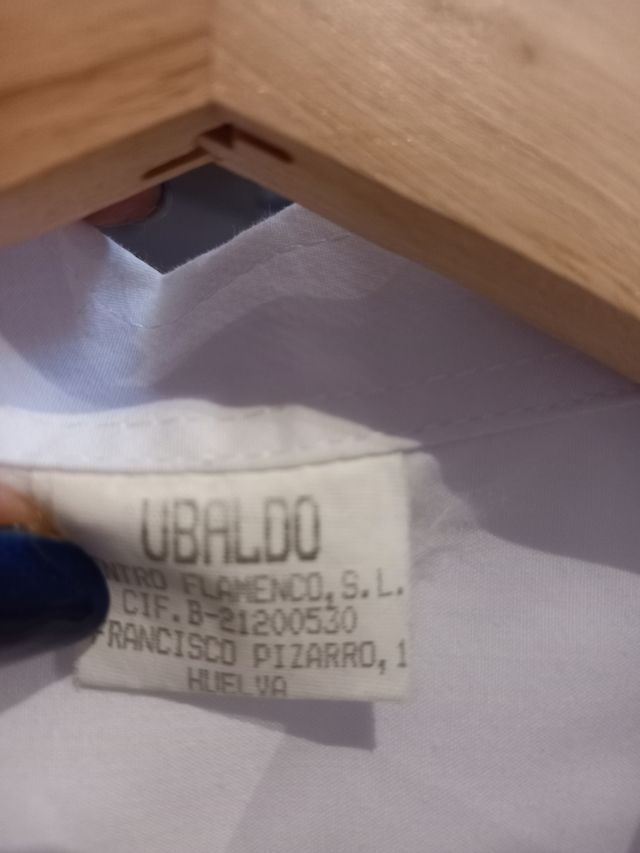 UBALDO
NTRO FLAMENCO,S.L.
CIF.B-21200530
FRANCISCO PIZARRO,1
HUELVA